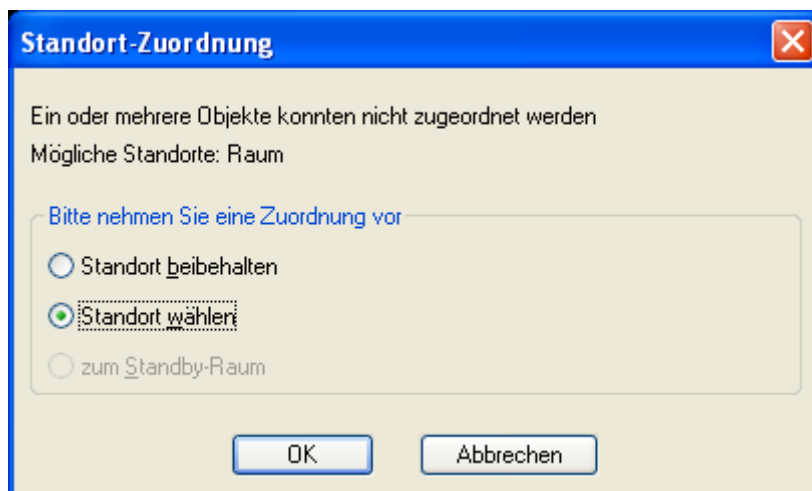 Standort-Zuordnung
Ein oder mehrere Objekte konnten nicht zugeordnet werden
Mögliche Standorte: Raum
Bitte nehmen Sie eine Zuordnung vor
Standort beibehalten
Standort wählen
zum Standby-Raum
OK
Abbrechen